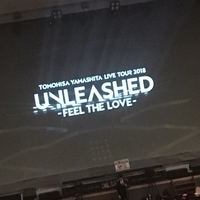 TOMOHISA YAMASHITA LIVE TOUR 2018
UNLEASHED
- FEEL THE LOVE -